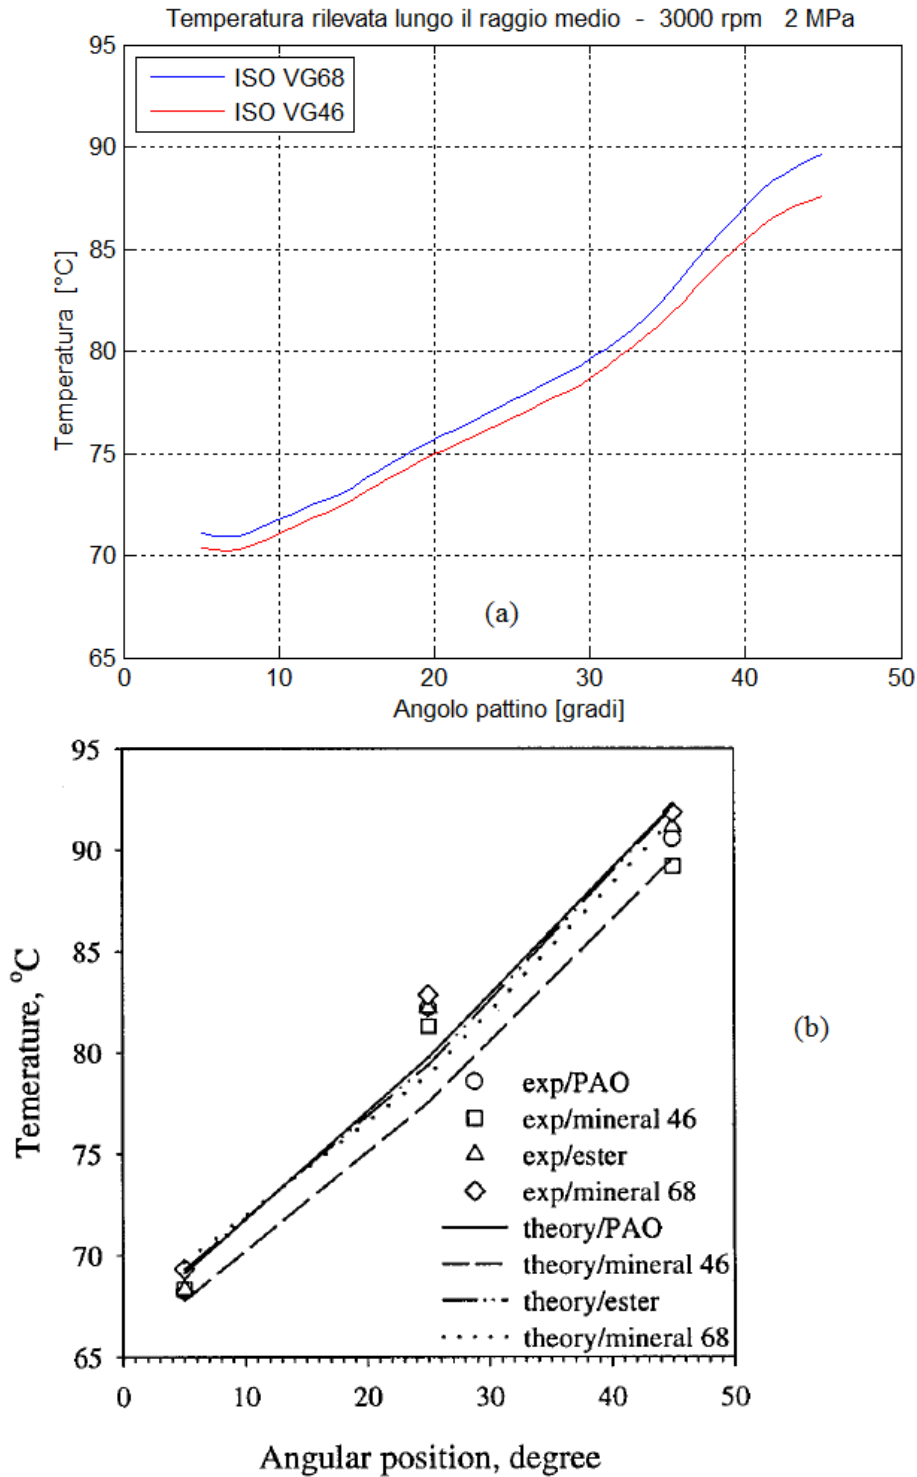 Temperatura rilevata lungo il raggio medio - 3000 rpm 2 MPa
95
ISO VG68
ISO VG46
90
85
80
75
70
65
Temperatura [°C]
(a)
0 10 20 30 40 50
Angolo pattino [gradi]
95
90
85
80
75
70
65
Temerature, °C
(b)
exp/PAO
exp/mineral 46
exp/ester
exp/mineral 68
theory/PAO
theory/mineral 46
theory/ester
theory/mineral 68
0 10 20 30 40 50
Angular position, degree